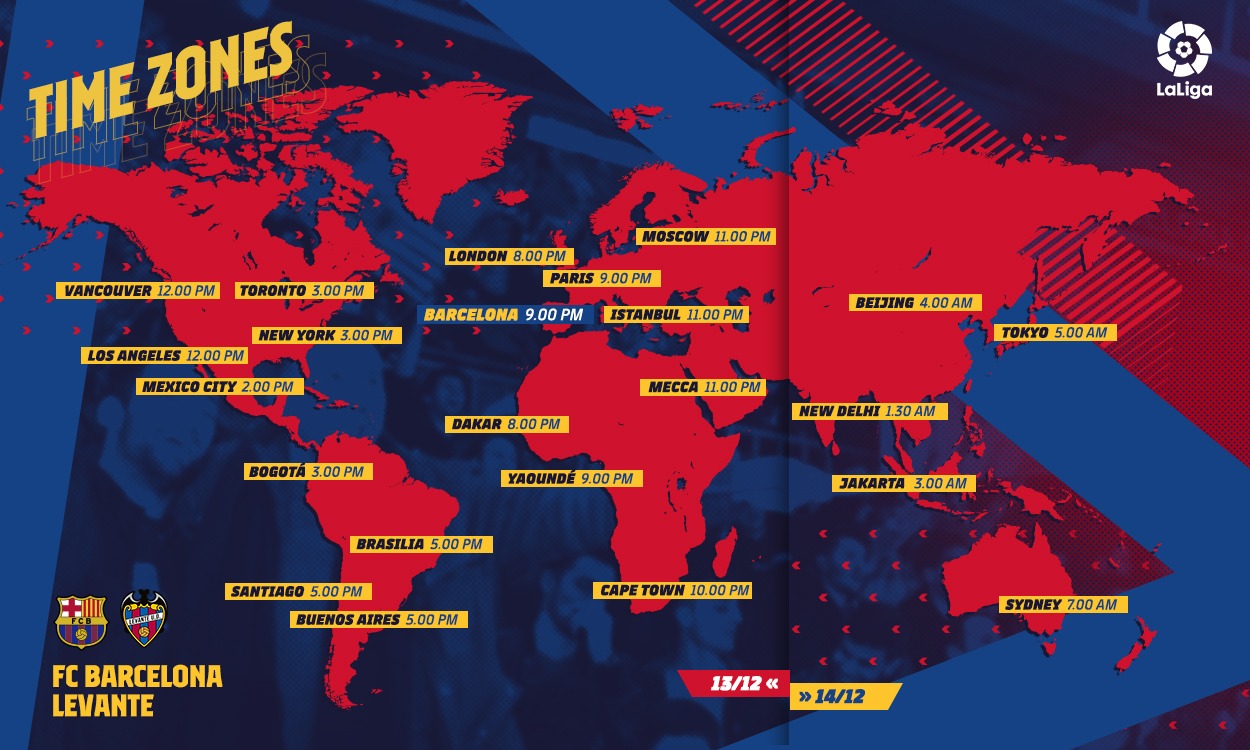 TIME ZONES
LaLiga
MOSCOW 11.00 PM
LONDON 8.00 PM
PARIS 9.00 PM
VANCOUVER 12.00 PM
TORONTO 3.00 PM
BEIJING 4.00 AM
BARCELONA 9.00 PM
ISTANBUL 11.00 PM
TOKYO 5.00 AM
NEW YORK 3.00 PM
LOS ANGELES 12.00 PM
MEXICO CITY 2.00 PM
MECCA 11.00 PM
NEW DELHI 1.30 AM
DAKAR 8.00 PM
BOGOTÁ 3.00 PM
YAOUNDÉ 9.00 PM
JAKARTA 3.00 AM
BRASILIA 5.00 PM
SANTIAGO 5.00 PM
CAPE TOWN 10.00 PM
SYDNEY 7.00 AM
BUENOS AIRES 5.00 PM
FCB
LEVANTE U.D.
FC BARCELONA
LEVANTE
13/12 «
» 14/12